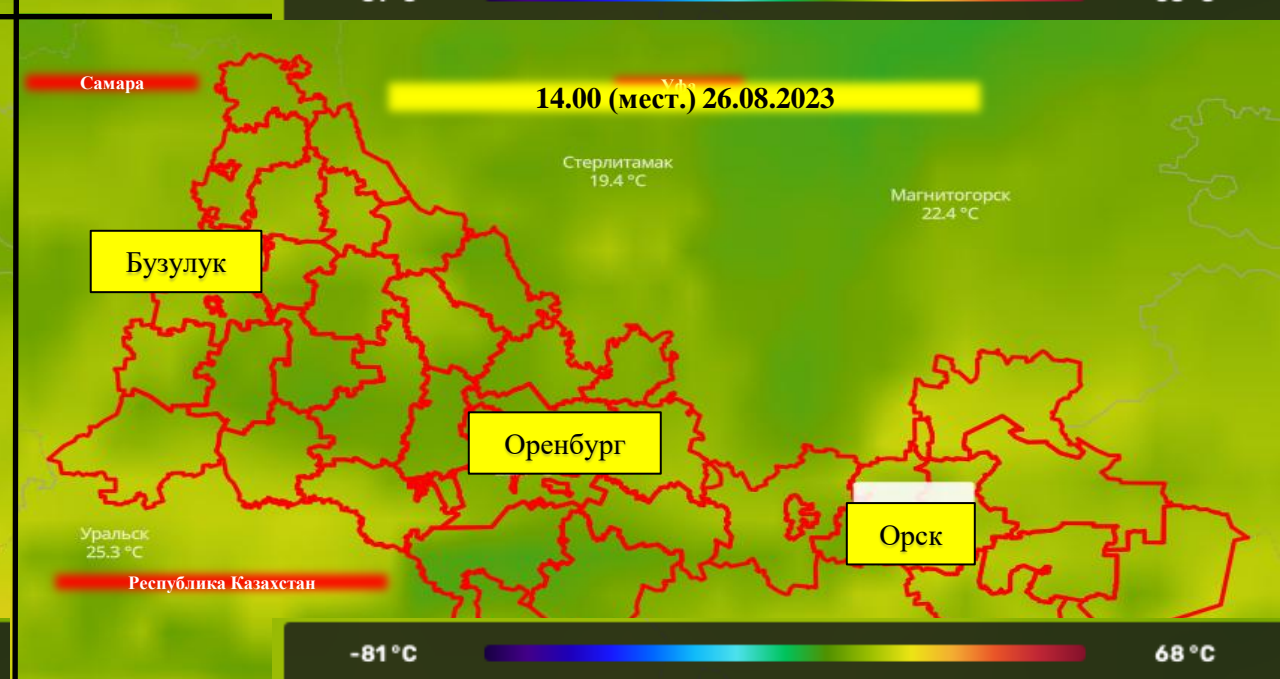 Самара
Уфа
14.00 (мест.) 26.08.2023
Стерлитамак
19.4 °C
Магнитогорск
22.4 °C
Бузулук
Оренбург
Орск
Уральск
25.3 °C
Республика Казахстан
-81 °C
68 °C